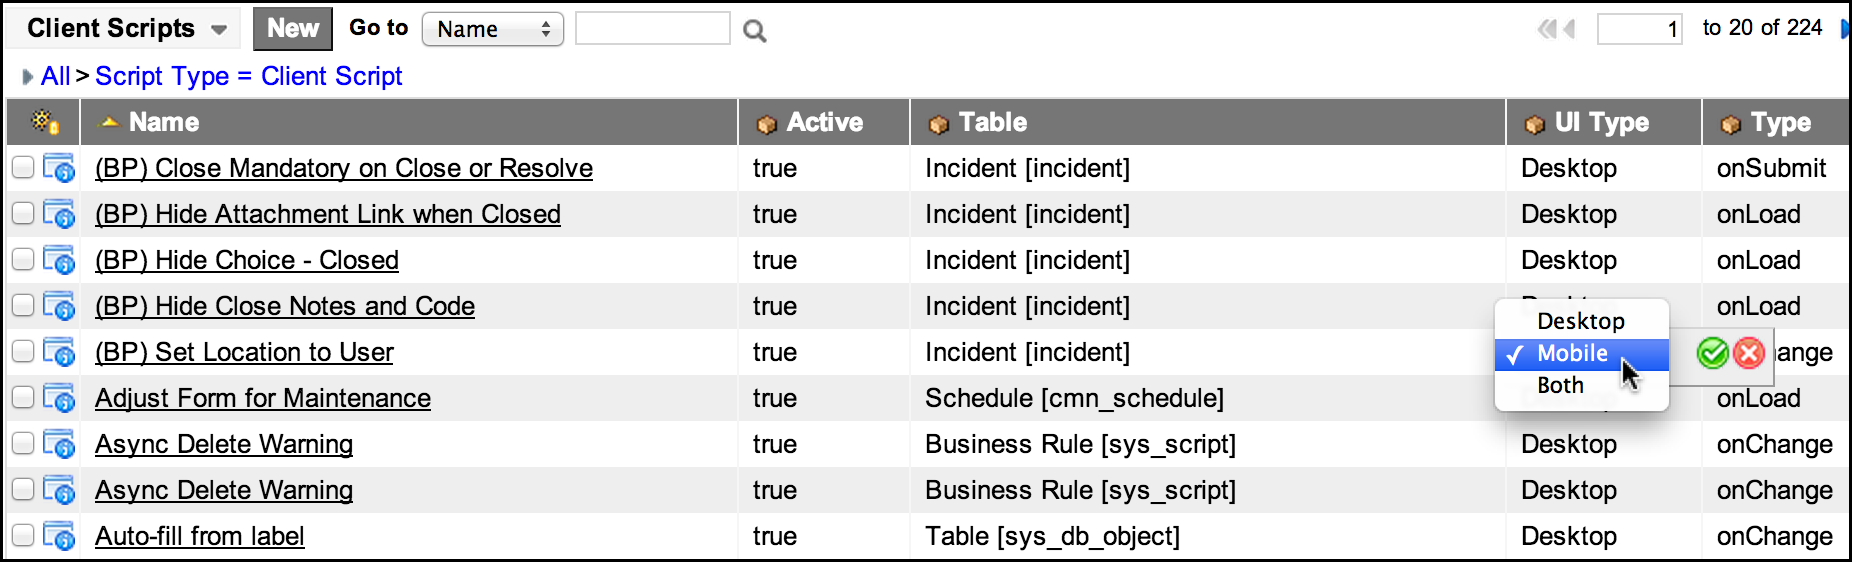 Client Scripts New Go to Name 1 to 20 of 224
All > Script Type = Client Script
Name Active Table UI Type Type
(BP) Close Mandatory on Close or Resolve true Incident [incident] Desktop onSubmit
(BP) Hide Attachment Link when Closed true Incident [incident] Desktop onLoad
(BP) Hide Choice - Closed true Incident [incident] Desktop onLoad
(BP) Hide Close Notes and Code true Incident [incident] onLoad
Desktop
(BP) Set Location to User true Incident [incident] Mobile hange
Both
Adjust Form for Maintenance true Schedule [cmn_schedule] onLoad
Async Delete Warning true Business Rule [sys_script] Desktop onChange
Async Delete Warning true Business Rule [sys_script] Desktop onChange
Auto-fill from label true Table [sys_db_object] Desktop onChange